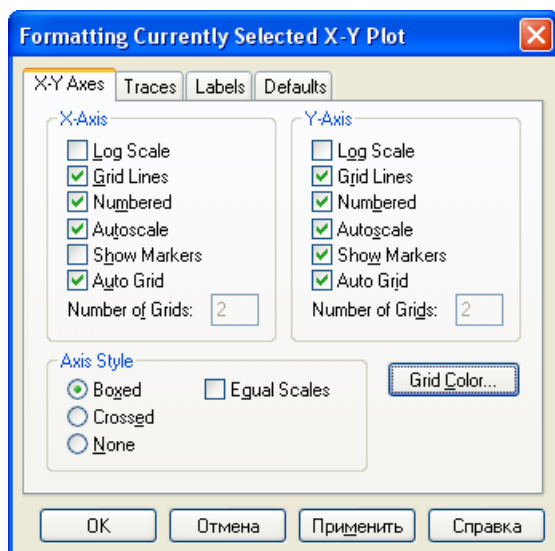 Formatting Currently Selected X-Y Plot
X-Y Axes Traces Labels Defaults
X-Axis
Log Scale
Grid Lines
Numbered
Autoscale
Show Markers
Auto Grid
Number of Grids: 2
Y-Axis
Log Scale
Grid Lines
Numbered
Autoscale
Show Markers
Auto Grid
Number of Grids: 2
Axis Style
Boxed
Crossed
None
Equal Scales
Grid Color...
OK Отмена Применить Справка